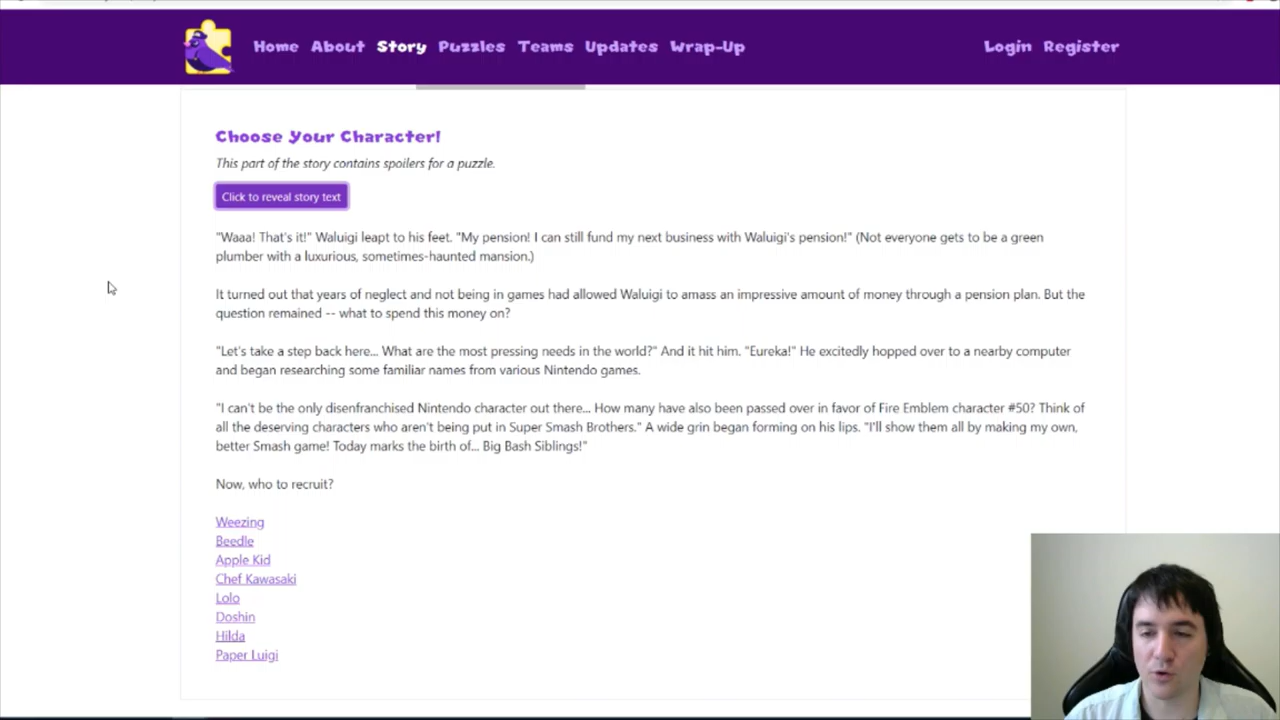 Home About Story Puzzles Teams Updates Wrap-Up Login Register
Choose Your Character!
This part of the story contains spoilers for a puzzle.
Click to reveal story text
"Waaa! That's it!" Waluigi leapt to his feet. "My pension! I can still fund my next business with Waluigi's pension!" (Not everyone gets to be a green
plumber with a luxurious, sometimes-haunted mansion.)
It turned out that years of neglect and not being in games had allowed Waluigi to amass an impressive amount of money through a pension plan. But the
question remained -- what to spend this money on?
"Let's take a step back here... What are the most pressing needs in the world?" And it hit him. "Eureka!" He excitedly hopped over to a nearby computer
and began researching some familiar names from various Nintendo games.
"I can't be the only disenfranchised Nintendo character out there... How many have also been passed over in favor of Fire Emblem character #50? Think of
all the deserving characters who aren't being put in Super Smash Brothers." A wide grin began forming on his lips. "I'll show them all by making my own,
better Smash game! Today marks the birth of... Big Bash Siblings!"
Now, who to recruit?
Weezing
Beedle
Apple Kid
Chef Kawasaki
Lolo
Doshin
Hilda
Paper Luigi